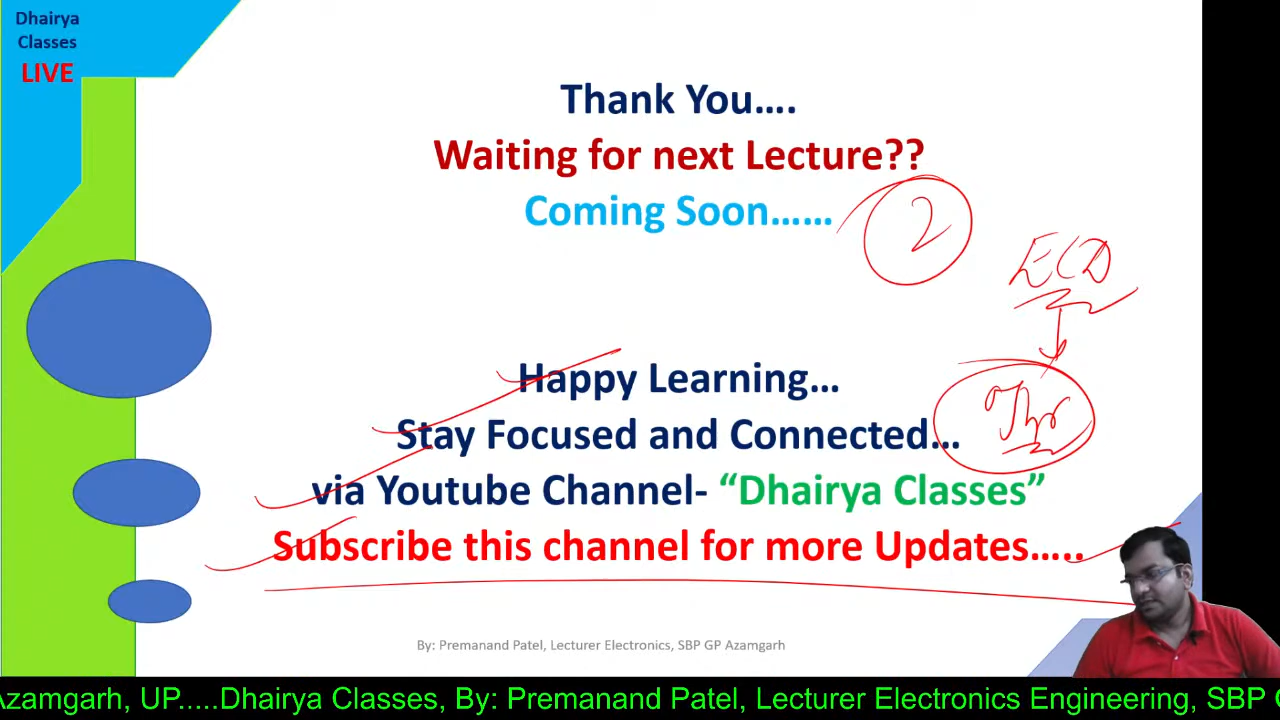 Dhairya
Classes
LIVE
Thank You….
Waiting for next Lecture??
Coming Soon……
2
ECD
Happy Learning…
Stay Focused and Connected…
via Youtube Channel- “Dhairya Classes”
Subscribe this channel for more Updates…..
By: Premanand Patel, Lecturer Electronics, SBP GP Azamgarh
Azamgarh, UP.....Dhairya Classes, By: Premanand Patel, Lecturer Electronics Engineering, SBP